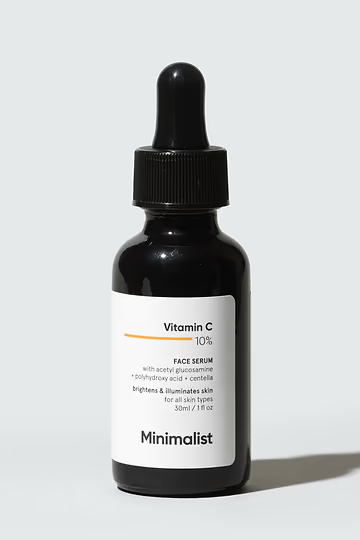 Vitamin C
10%
FACE SERUM
with acetyl glucosamine
+ polyhydroxy acid + centella
brightens & illuminates skin
for all skin types
30ml / 1 fl oz
Minimalist